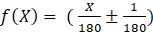 f(X) = (X/180 ± 1/180)